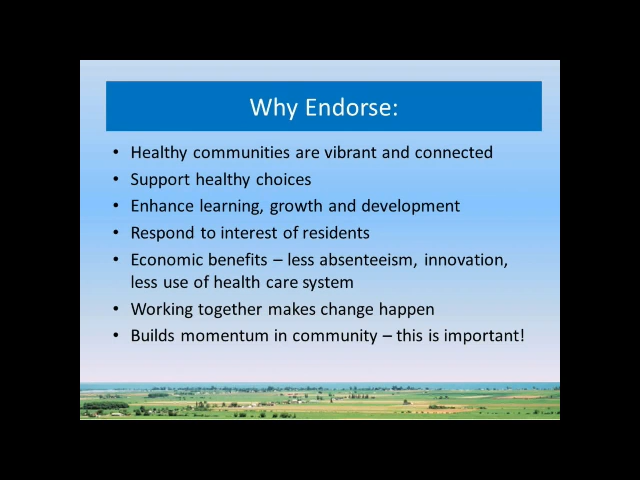 Why Endorse:
• Healthy communities are vibrant and connected
• Support healthy choices
• Enhance learning, growth and development
• Respond to interest of residents
• Economic benefits – less absenteeism, innovation,
less use of health care system
• Working together makes change happen
• Builds momentum in community – this is important!